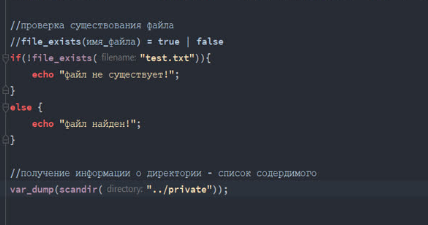 //проверка существования файла
//file_exists(имя_файла) = true | false
if(!file_exists( filename: "test.txt")){
echo "файл не существует!";
}
else {
echo "файл найден!";
}
//получение информации о директории - список содердимого
var_dump(scandir( directory: "../private"));